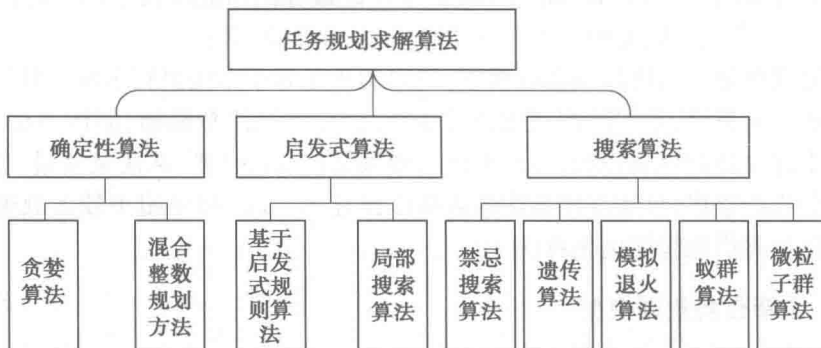 任务规划求解算法
确定性算法
启发式算法
搜索算法
贪婪
算法
混合
整数
规划
方法
基于
启发
式规
则算
法
局部
搜索
算法
禁忌
搜索
算法
遗传
算法
模拟
退火
算法
蚁群
算法
微粒
子群
算法